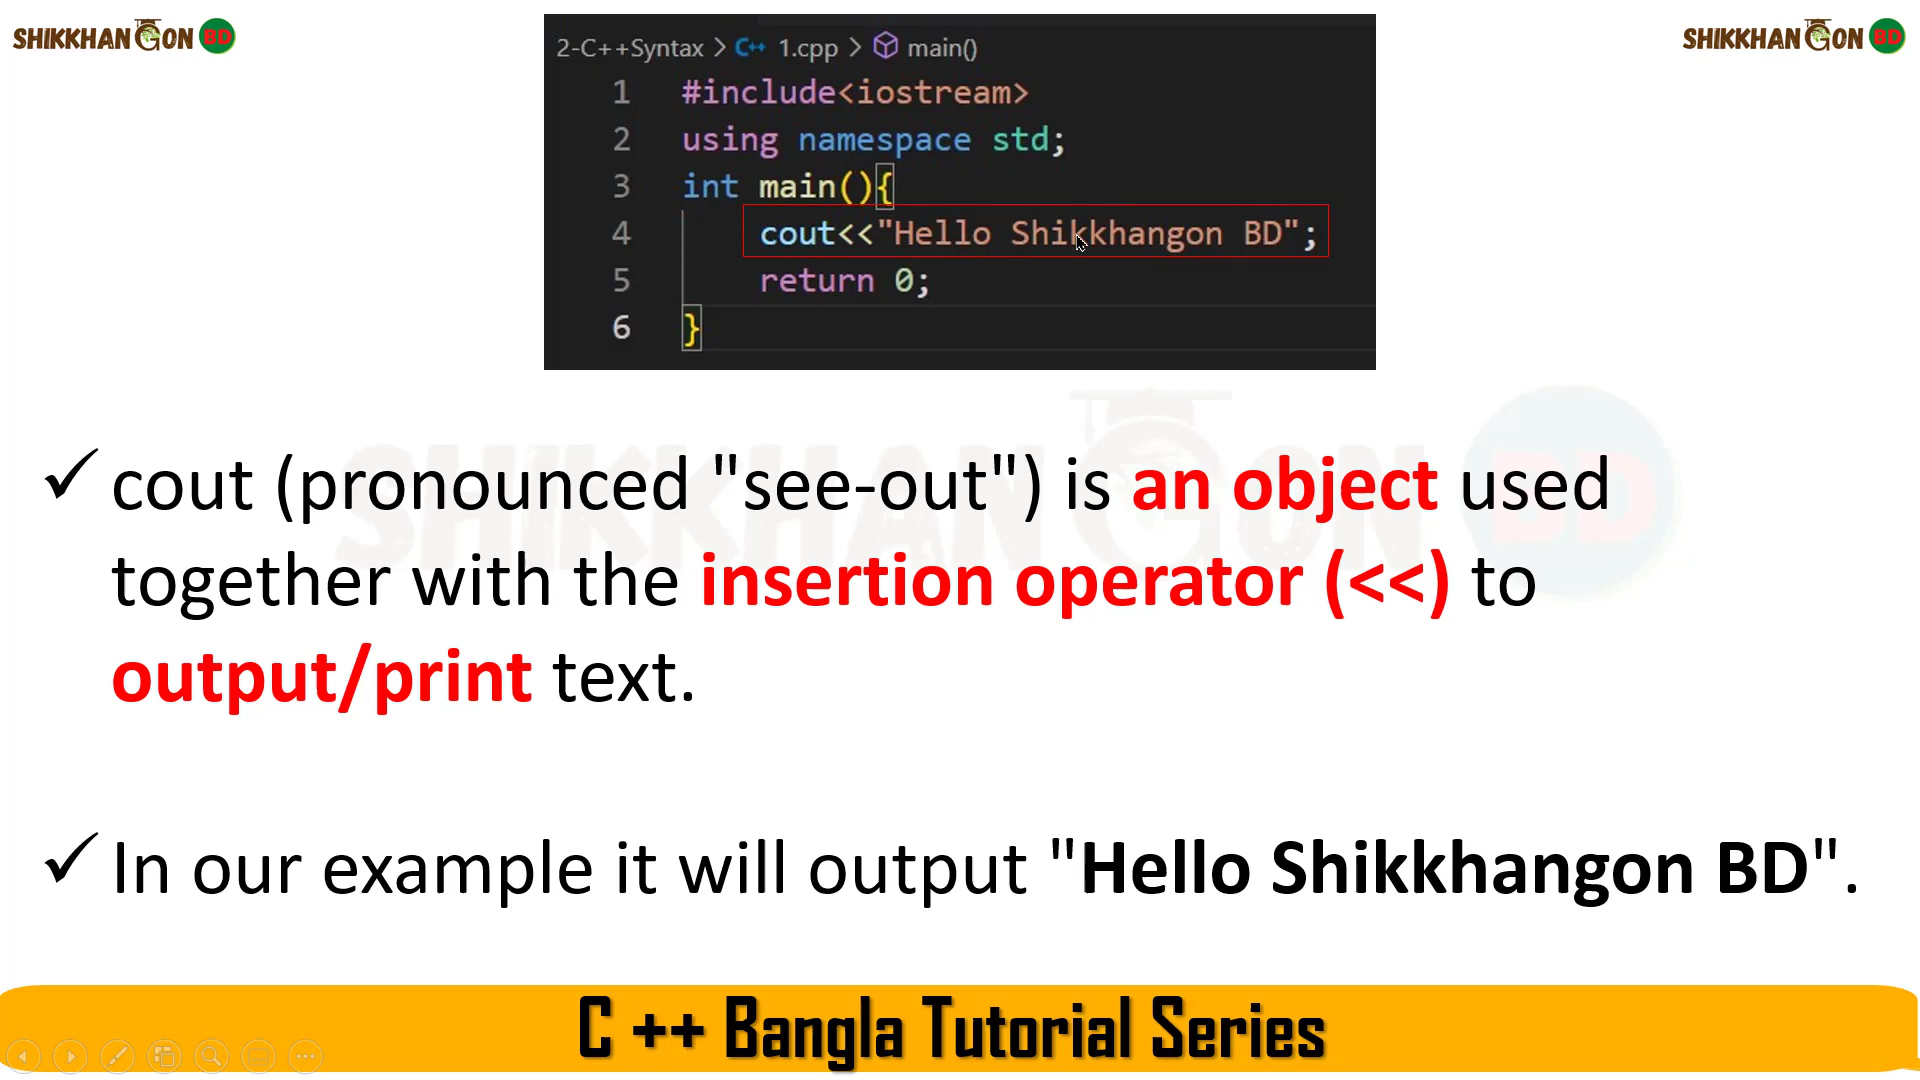 SHIKKHANGON BD
SHIKKHANGON BD
2-C++Syntax > C++ 1.cpp > main()
1 #include<iostream>
2 using namespace std;
3 int main(){
4 cout<<"Hello Shikkhangon BD";
5 return 0;
6 }
SHIKKHANGON BD
✓ cout (pronounced "see-out") is an object used
together with the insertion operator (<<) to
output/print text.
✓ In our example it will output "Hello Shikkhangon BD".
C ++ Bangla Tutorial Series